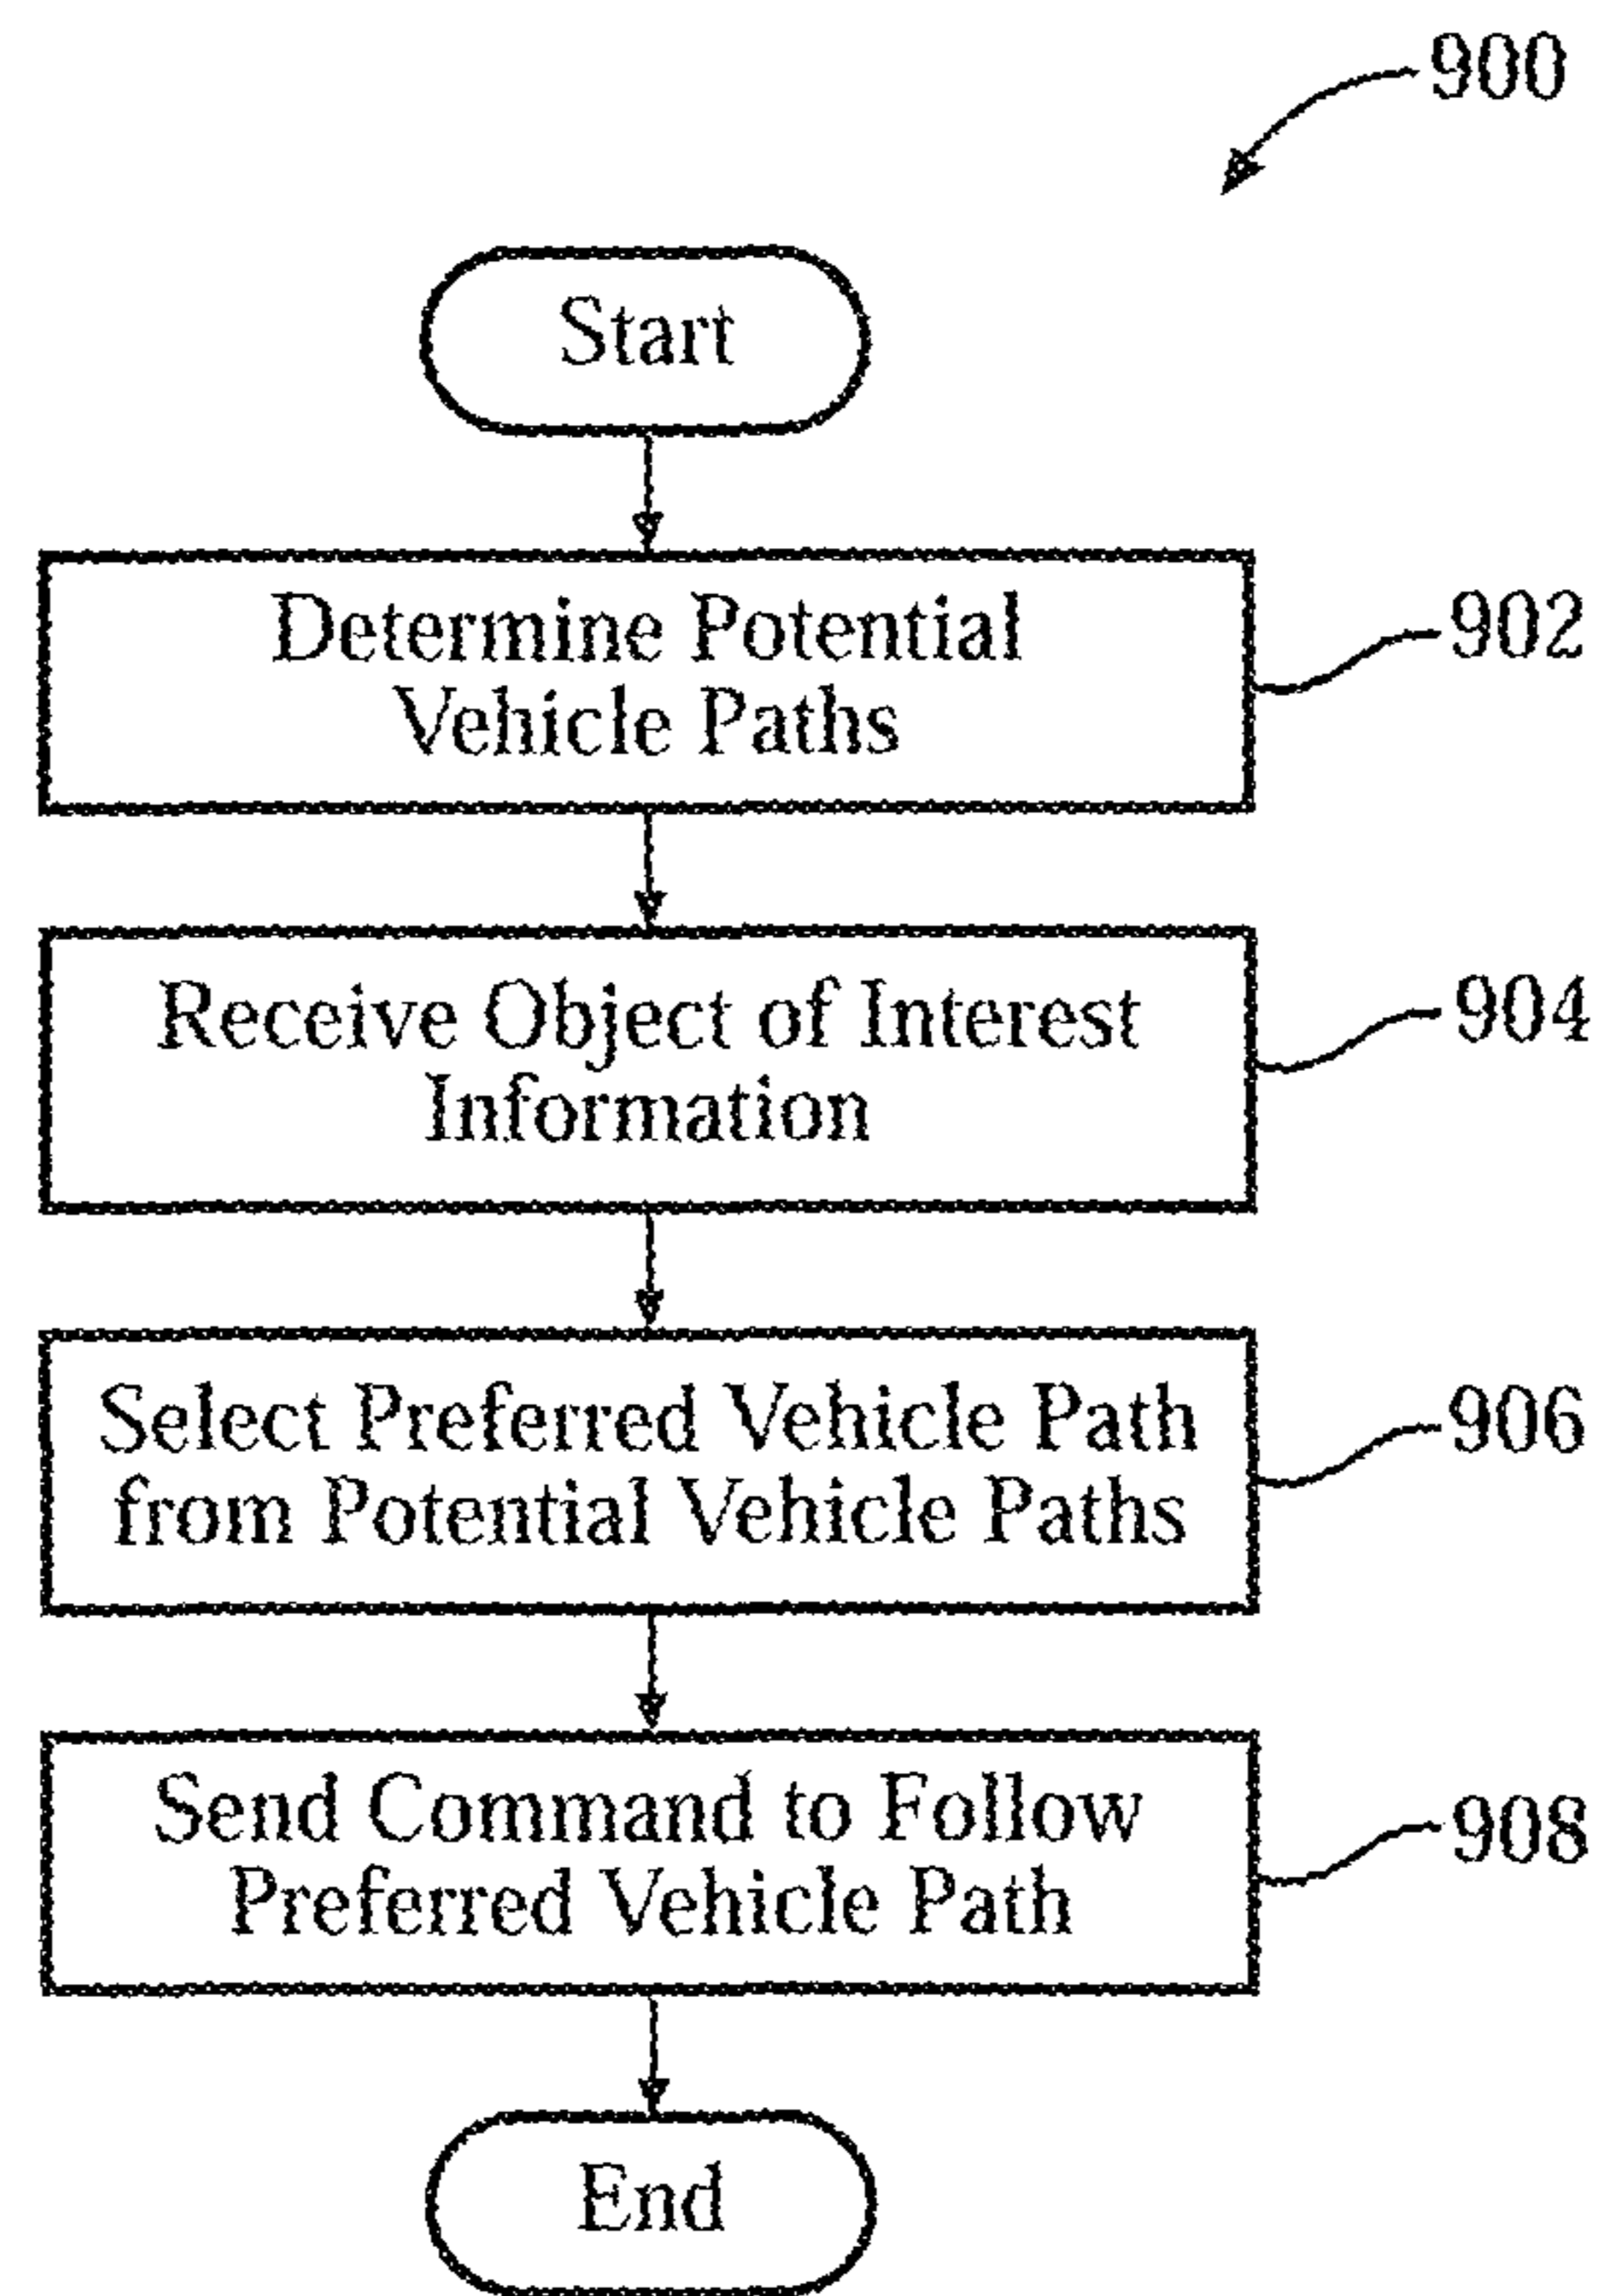 900
Start
Determine Potential
Vehicle Paths
902
Receive Object of Interest
Information
904
Select Preferred Vehicle Path
from Potential Vehicle Paths
906
Send Command to Follow
Preferred Vehicle Path
908
End